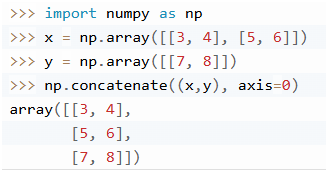 >>> import numpy as np
>>> x = np.array([[3, 4], [5, 6]])
>>> y = np.array([[7, 8]])
>>> np.concatenate((x,y), axis=0)
array([[3, 4],
       [5, 6],
       [7, 8]])